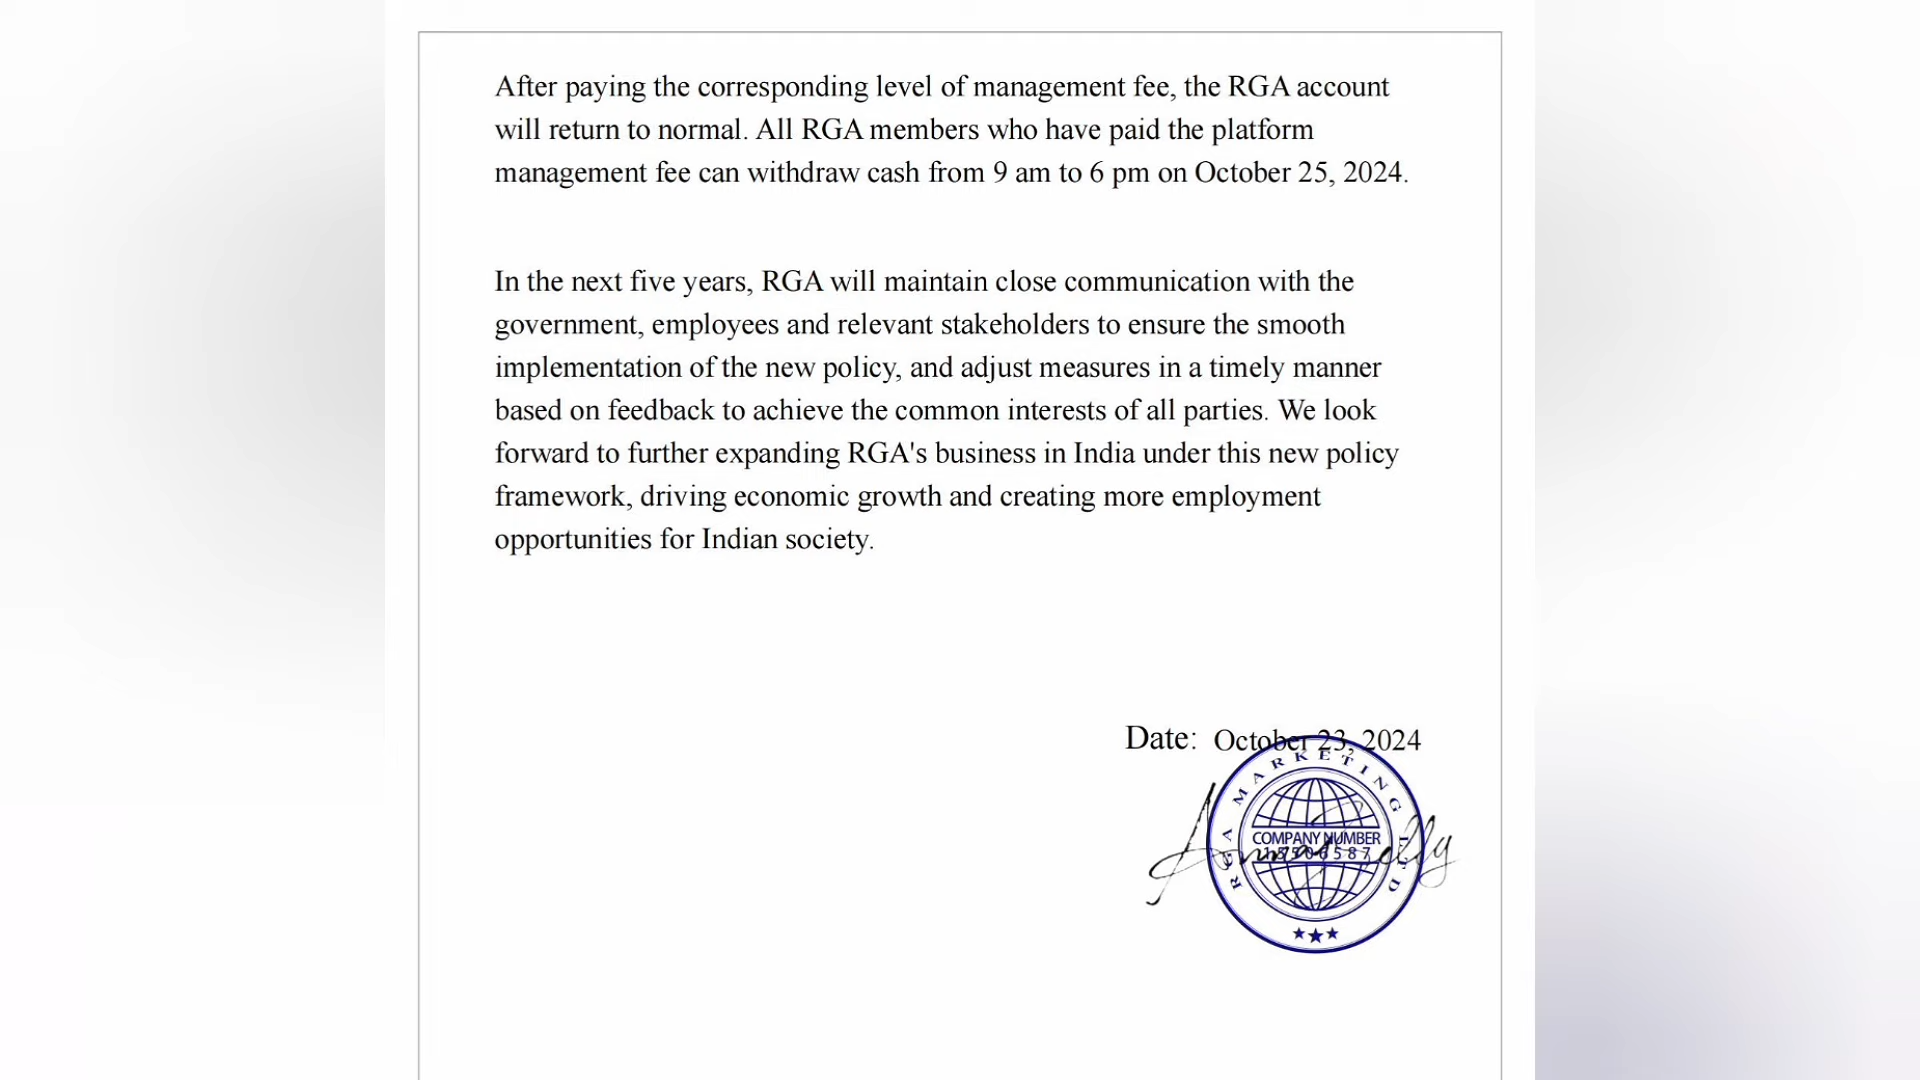 After paying the corresponding level of management fee, the RGA account
will return to normal. All RGA members who have paid the platform
management fee can withdraw cash from 9 am to 6 pm on October 25, 2024.
In the next five years, RGA will maintain close communication with the
government, employees and relevant stakeholders to ensure the smooth
implementation of the new policy, and adjust measures in a timely manner
based on feedback to achieve the common interests of all parties. We look
forward to further expanding RGA's business in India under this new policy
framework, driving economic growth and creating more employment
opportunities for Indian society.
Date: October 23, 2024
RGA MARKETING LTD
COMPANY NUMBER